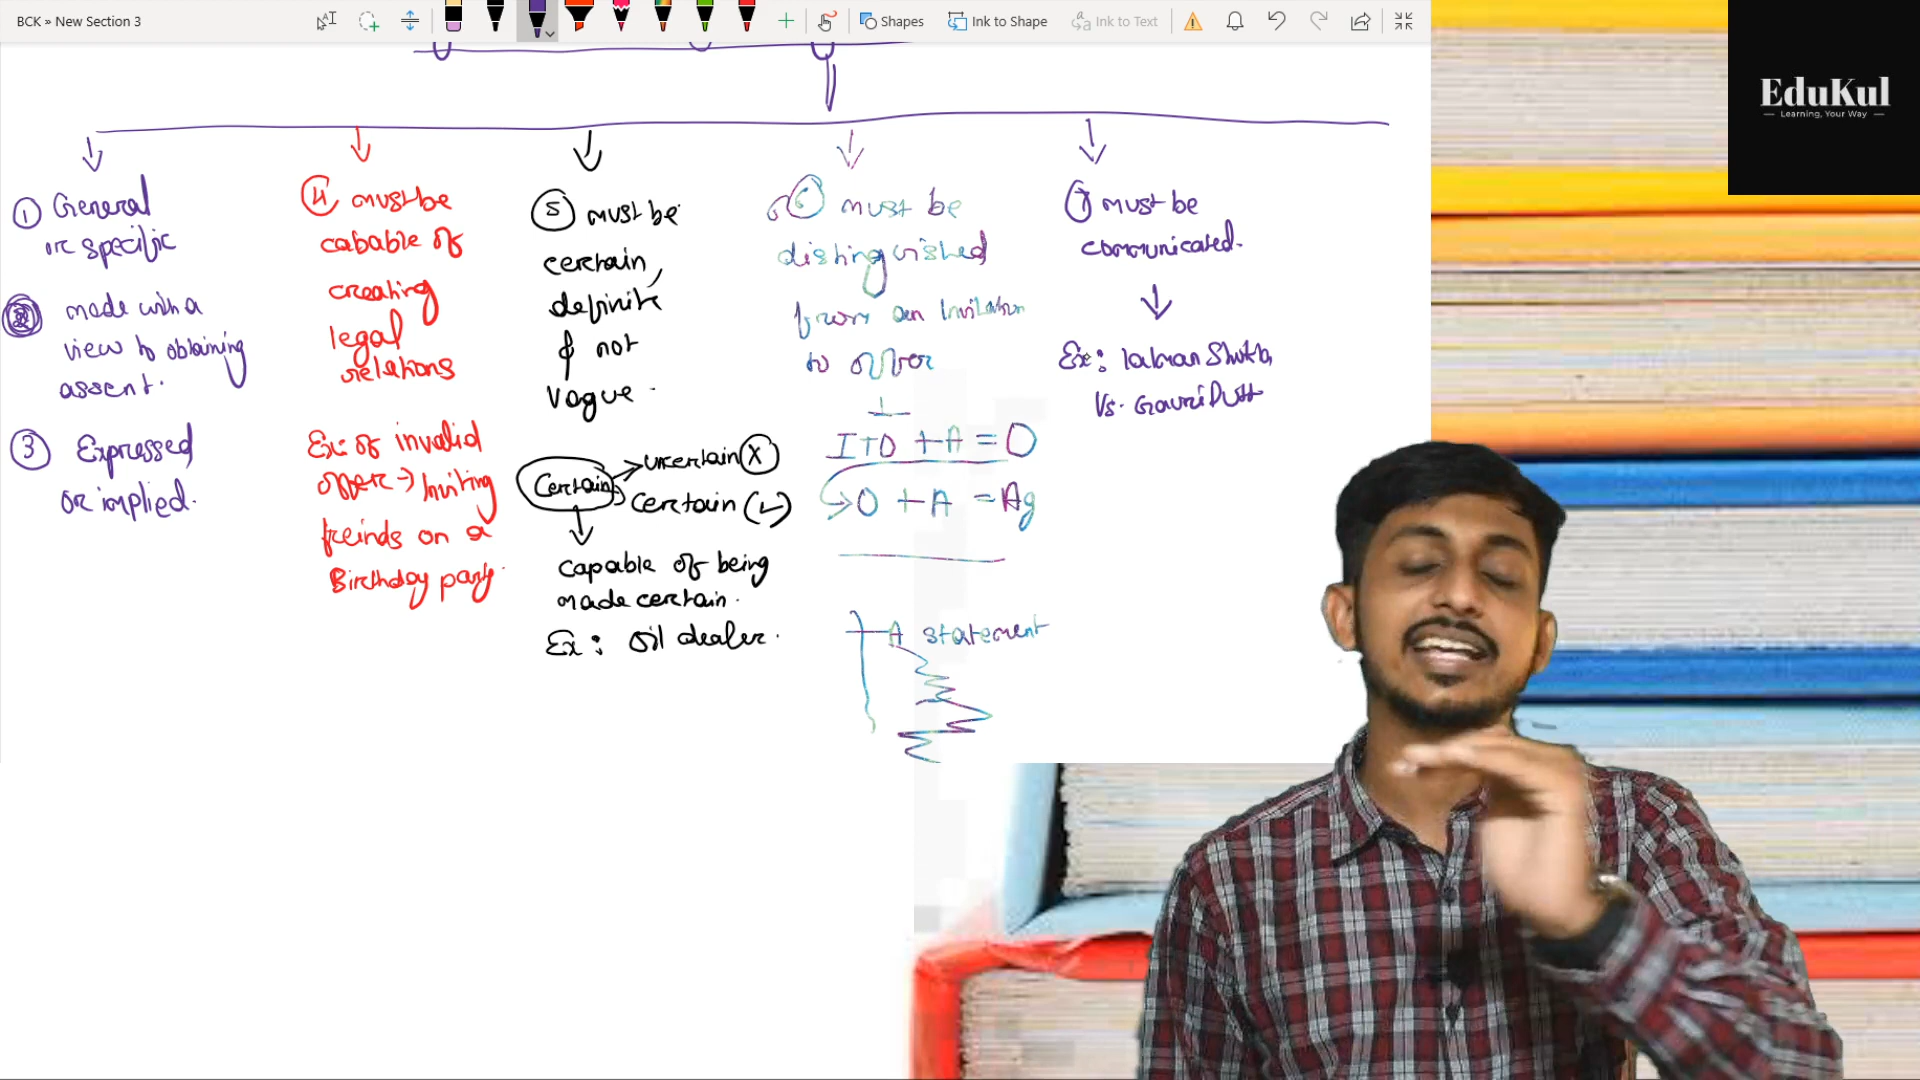 BCK » New Section 3
Shapes
Ink to Shape
Ink to Text
EduKul
Learning, Your Way
① General
or specific
② made with a
view to obtaining
assent.
③ Expressed
or implied.
④ must be
cabable of
creating
legal
relations
Ex: of invalid
offer → Inviting
freinds on a
Birthday party.
⑤ must be
certain,
definite
& not
vague.
Certain → uncertain (X)
Certain (✓)
capable of being
made certain.
Ex: oil dealer.
⑥ must be
distinguished
from an Invitation
to offer
ITO + A = O
→ O + A = Ag
A statement
⑦ must be
communicated.
Ex: lalman Shukla
Vs. Gauri Dutt